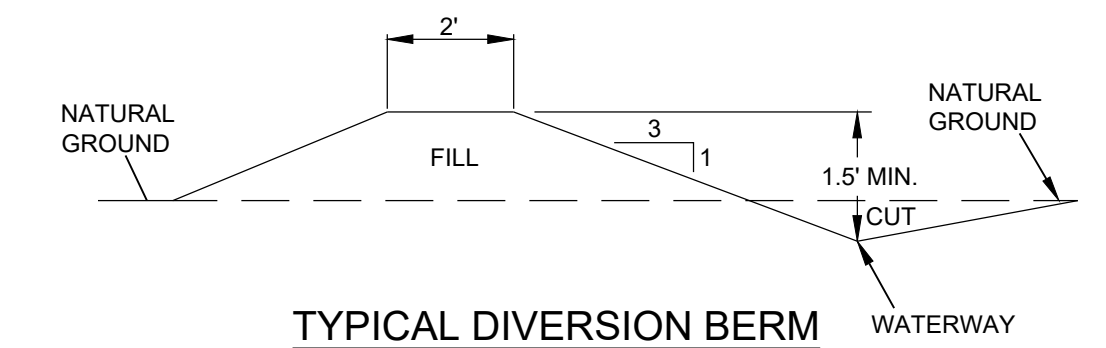 2'
NATURAL
GROUND
FILL
3
1
1.5' MIN.
CUT
NATURAL
GROUND
TYPICAL DIVERSION BERM
WATERWAY